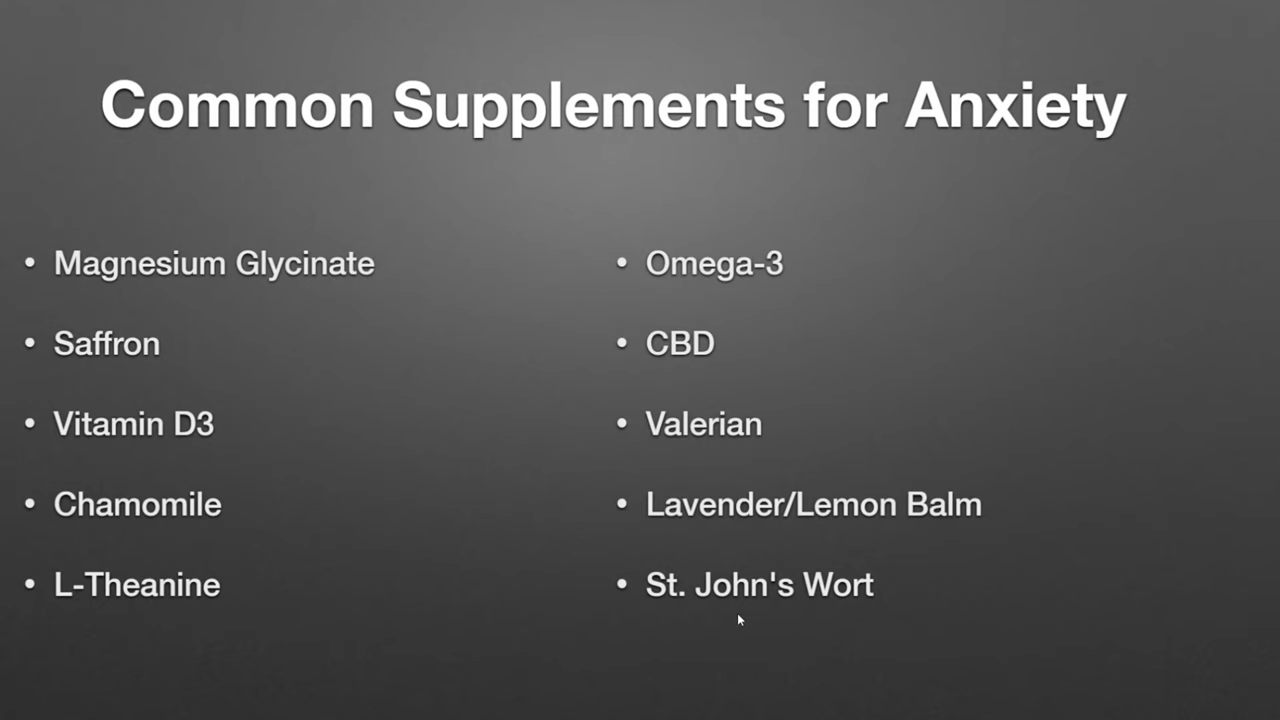 Common Supplements for Anxiety
• Magnesium Glycinate
• Saffron
• Vitamin D3
• Chamomile
• L-Theanine
• Omega-3
• CBD
• Valerian
• Lavender/Lemon Balm
• St. John's Wort